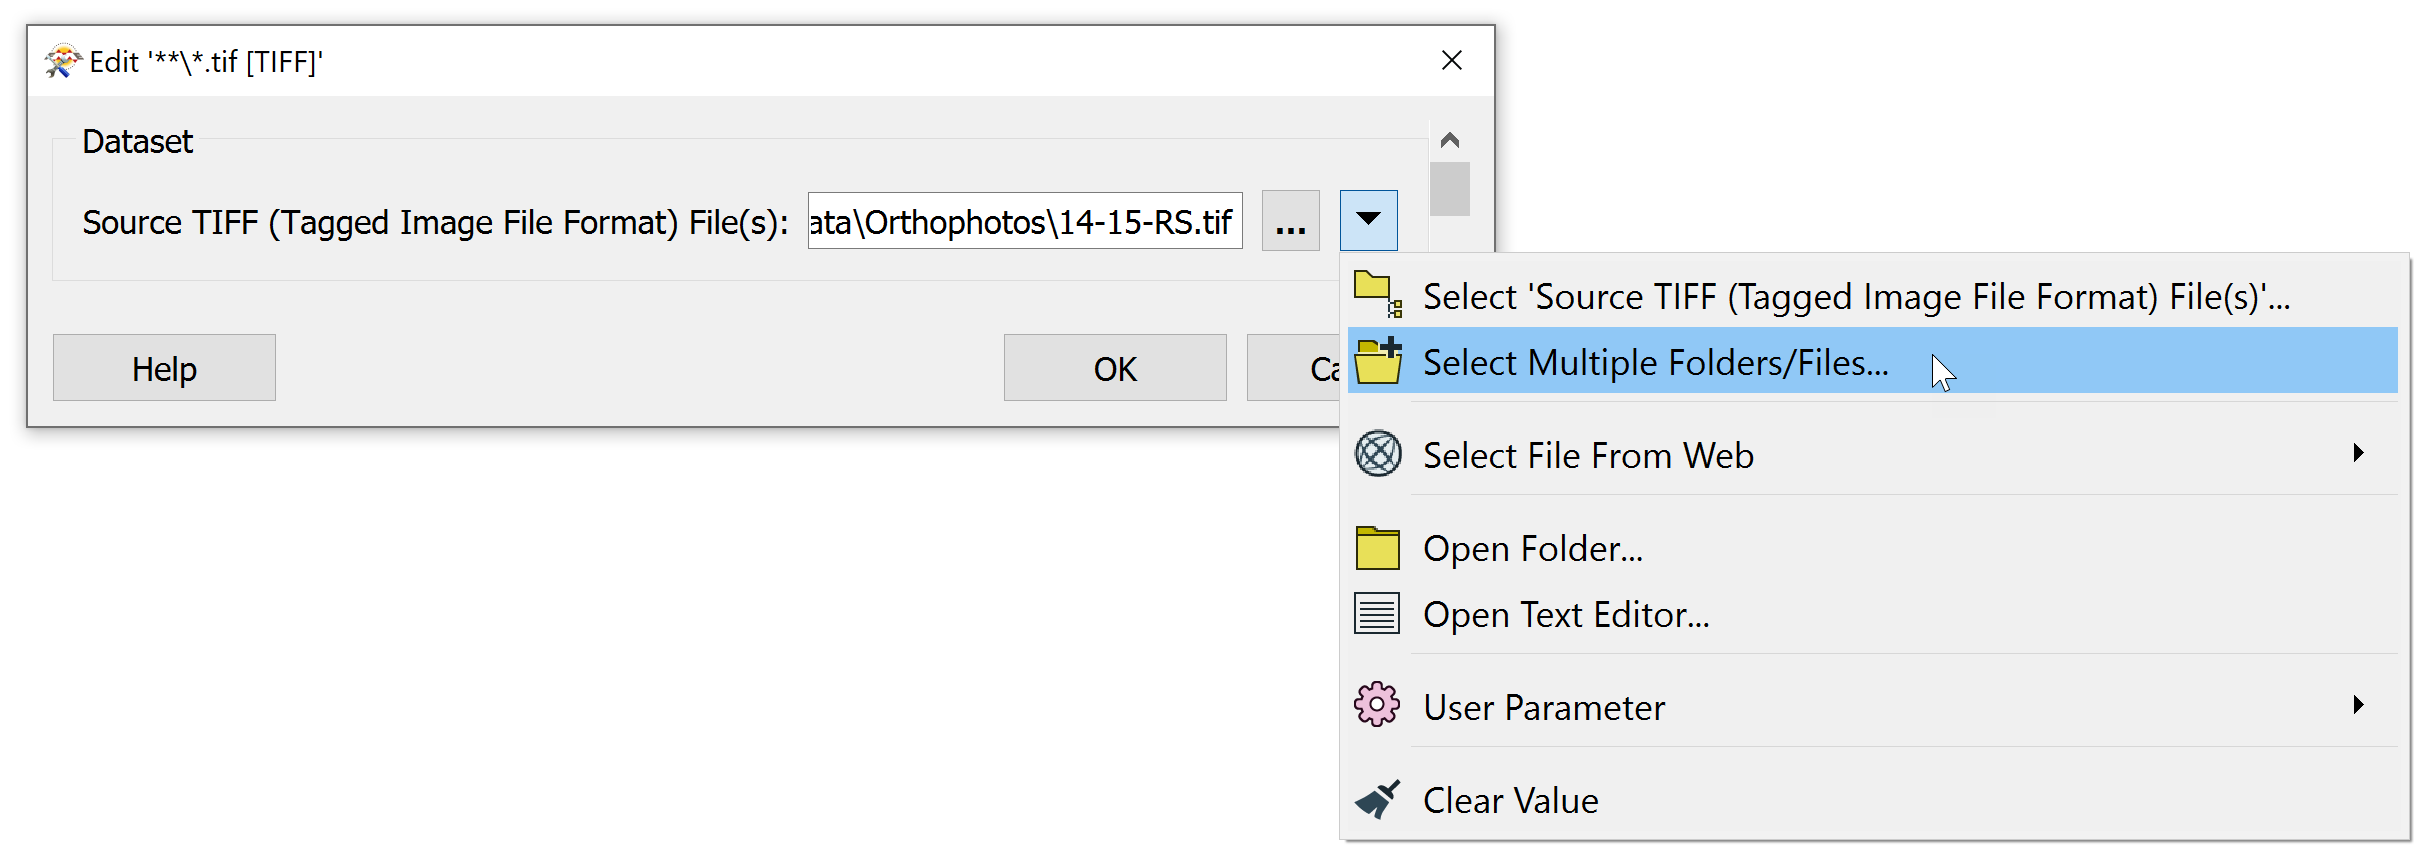 Edit '**\*.tif [TIFF]'
Dataset
Source TIFF (Tagged Image File Format) File(s): ata\Orthophotos\14-15-RS.tif ...
Help OK Ca
Select 'Source TIFF (Tagged Image File Format) File(s)'...
Select Multiple Folders/Files...
Select File From Web
Open Folder...
Open Text Editor...
User Parameter
Clear Value